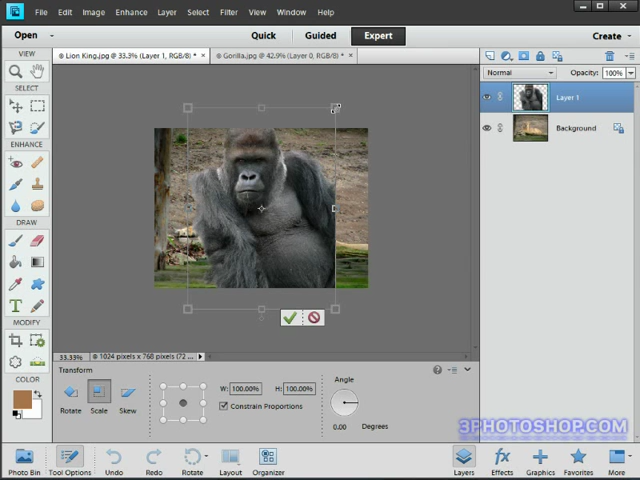 File Edit Image Enhance Layer Select Filter View Window Help
Open Quick Guided Expert Create
Lion King.jpg @ 33.3% (Layer 1, RGB/8) * × Gorilla.jpg @ 42.9% (Layer 0, RGB/8) * ×
VIEW
SELECT
ENHANCE
DRAW
MODIFY
COLOR
Normal Opacity: 100%
Layer 1
Background
33.33% 1024 pixels x 768 pixels (72 ...
Transform
Rotate Scale Skew
W: 100.00% H: 100.00%
Constrain Proportions
Angle
0.00 Degrees
3PHOTOSHOP.COM
Photo Bin Tool Options Undo Redo Rotate Layout Organizer Layers Effects Graphics Favorites More